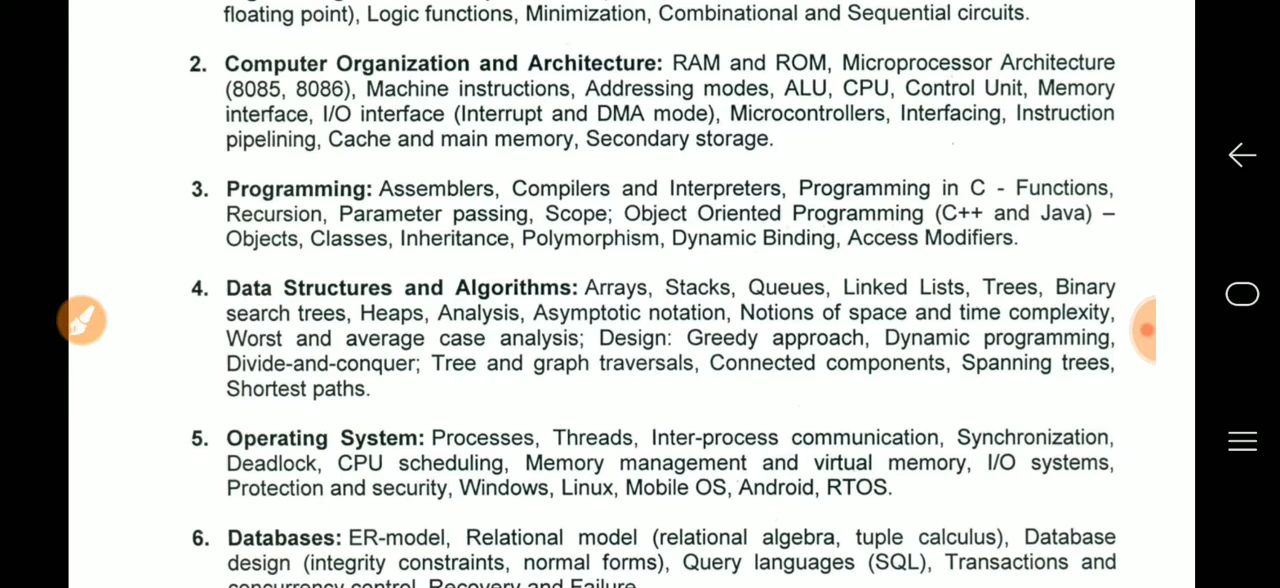 floating point), Logic functions, Minimization, Combinational and Sequential circuits.
2. Computer Organization and Architecture: RAM and ROM, Microprocessor Architecture
(8085, 8086), Machine instructions, Addressing modes, ALU, CPU, Control Unit, Memory
interface, I/O interface (Interrupt and DMA mode), Microcontrollers, Interfacing, Instruction
pipelining, Cache and main memory, Secondary storage.
3. Programming: Assemblers, Compilers and Interpreters, Programming in C - Functions,
Recursion, Parameter passing, Scope; Object Oriented Programming (C++ and Java) –
Objects, Classes, Inheritance, Polymorphism, Dynamic Binding, Access Modifiers.
4. Data Structures and Algorithms: Arrays, Stacks, Queues, Linked Lists, Trees, Binary
search trees, Heaps, Analysis, Asymptotic notation, Notions of space and time complexity,
Worst and average case analysis; Design: Greedy approach, Dynamic programming,
Divide-and-conquer; Tree and graph traversals, Connected components, Spanning trees,
Shortest paths.
5. Operating System: Processes, Threads, Inter-process communication, Synchronization,
Deadlock, CPU scheduling, Memory management and virtual memory, I/O systems,
Protection and security, Windows, Linux, Mobile OS, Android, RTOS.
6. Databases: ER-model, Relational model (relational algebra, tuple calculus), Database
design (integrity constraints, normal forms), Query languages (SQL), Transactions and
concurrency control, Recovery and Failure.